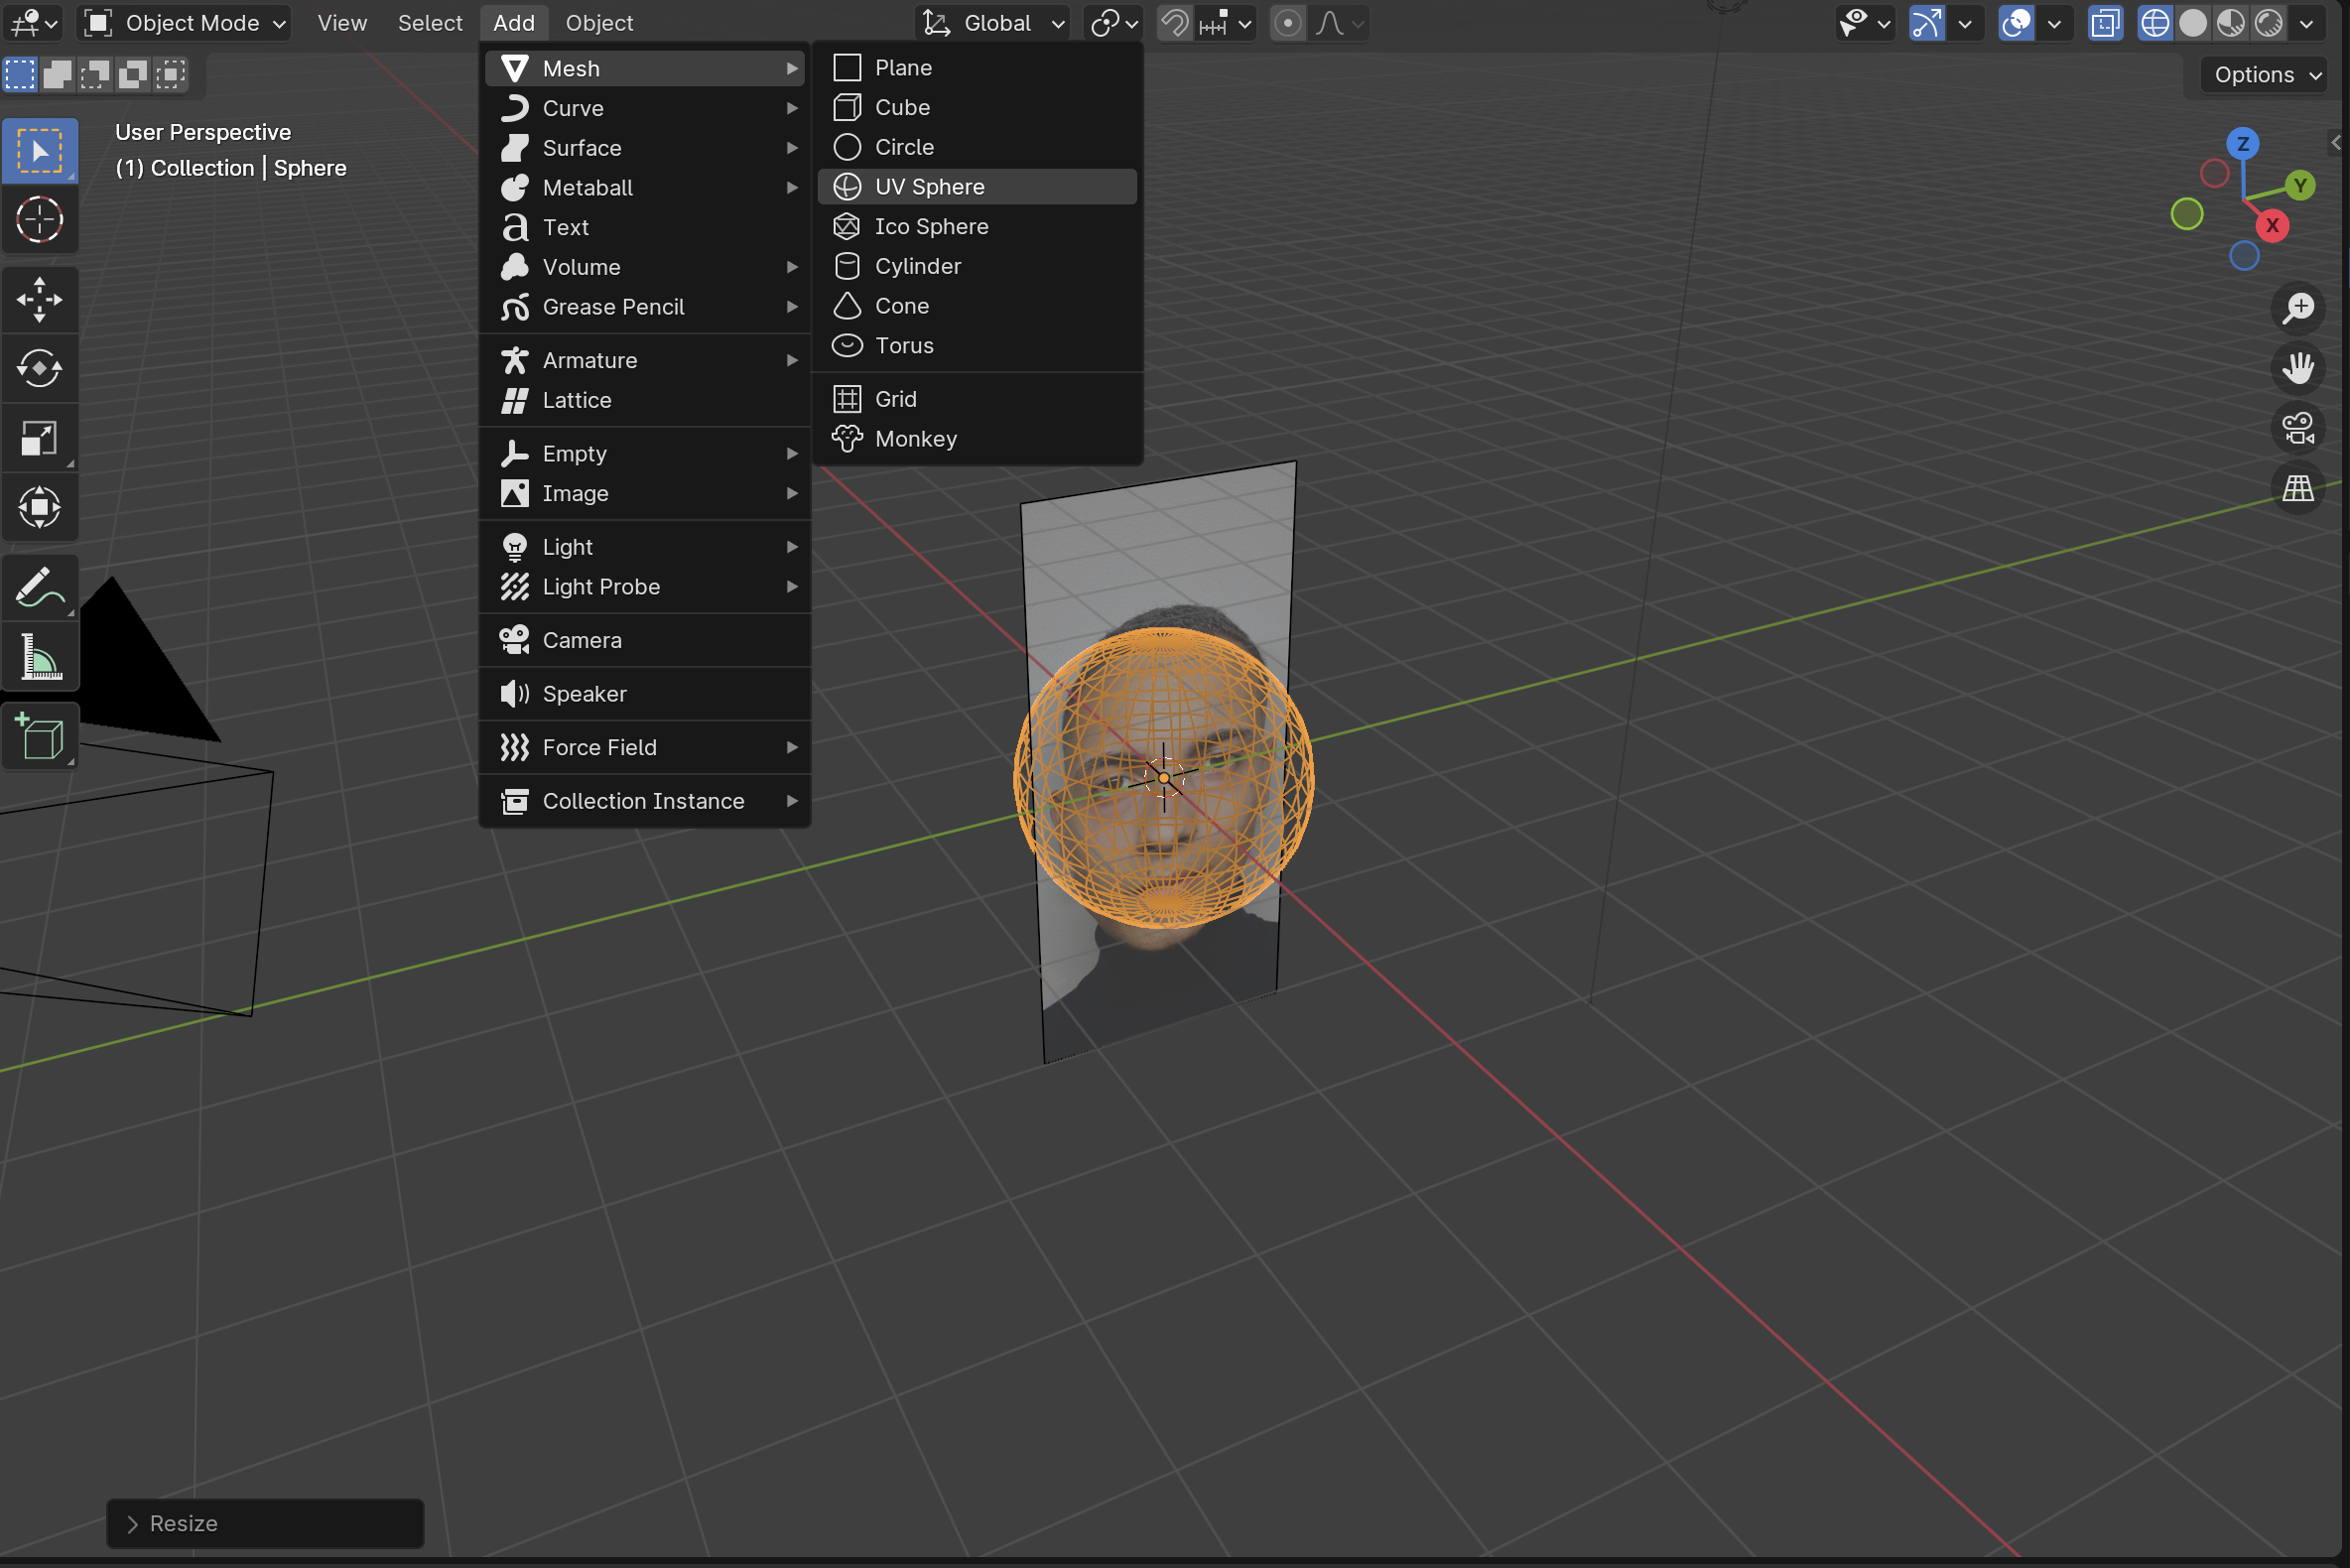 Object Mode
View
Select
Add
Object
Global
Options
User Perspective
(1) Collection | Sphere
Mesh
Curve
Surface
Metaball
Text
Volume
Grease Pencil
Armature
Lattice
Empty
Image
Light
Light Probe
Camera
Speaker
Force Field
Collection Instance
Plane
Cube
Circle
UV Sphere
Ico Sphere
Cylinder
Cone
Torus
Grid
Monkey
Z
Y
X
Resize